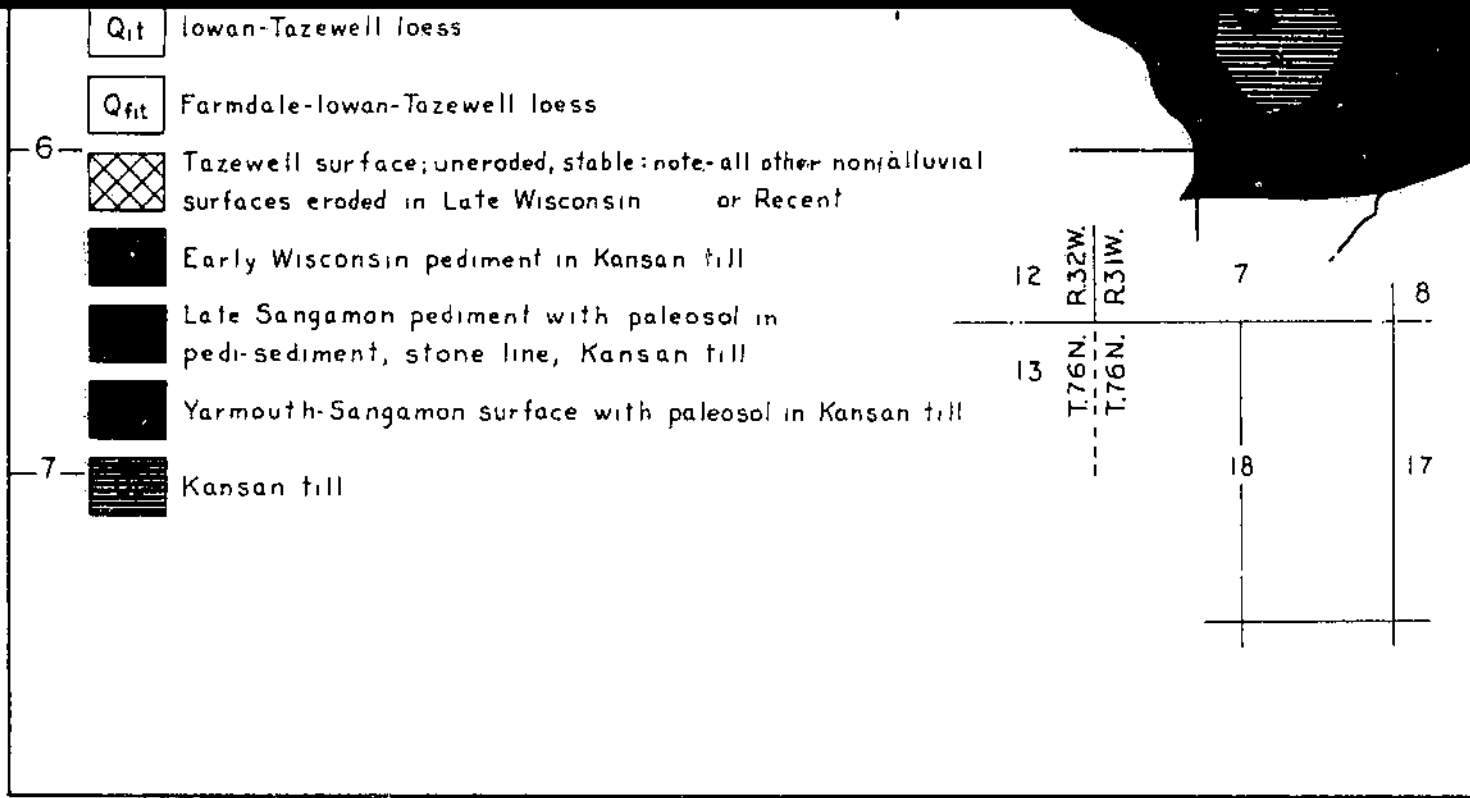 Qit Iowan-Tazewell loess
Qfit Farmdale-Iowan-Tazewell loess
6
Tazewell surface; uneroded, stable: note-all other nonalluvial
surfaces eroded in Late Wisconsin or Recent
Early Wisconsin pediment in Kansan till
Late Sangamon pediment with paleosol in
pedi-sediment, stone line, Kansan till
Yarmouth-Sangamon surface with paleosol in Kansan till
7
Kansan till
12
R.32W.
R.31W.
7
8
13
T.76N.
T.76N.
18
17